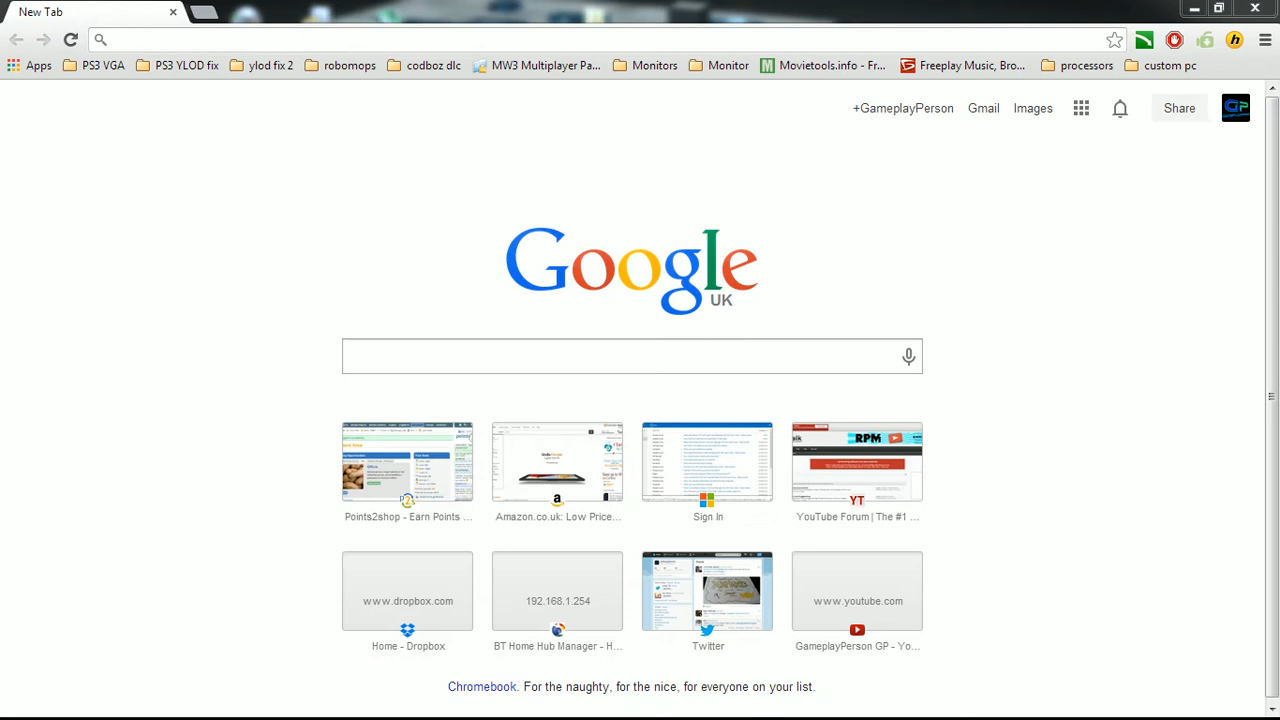 New Tab
Apps PS3 VGA PS3 YLOD fix ylod fix 2 robomops codboz dlc MW3 Multiplayer Pa... Monitors Monitor Movietools.info - Fr... Freeplay Music, Bro... processors custom pc
+GameplayPerson Gmail Images Share
GP
Google
UK
RPM
Points2shop - Earn Points ... Amazon.co.uk: Low Price... Sign In YouTube Forum | The #1 ...
www.dropbox.com 192.168.1.254 www.youtube.com
Home - Dropbox BT Home Hub Manager - H... Twitter GameplayPerson GP - Yo...
Chromebook. For the naughty, for the nice, for everyone on your list.